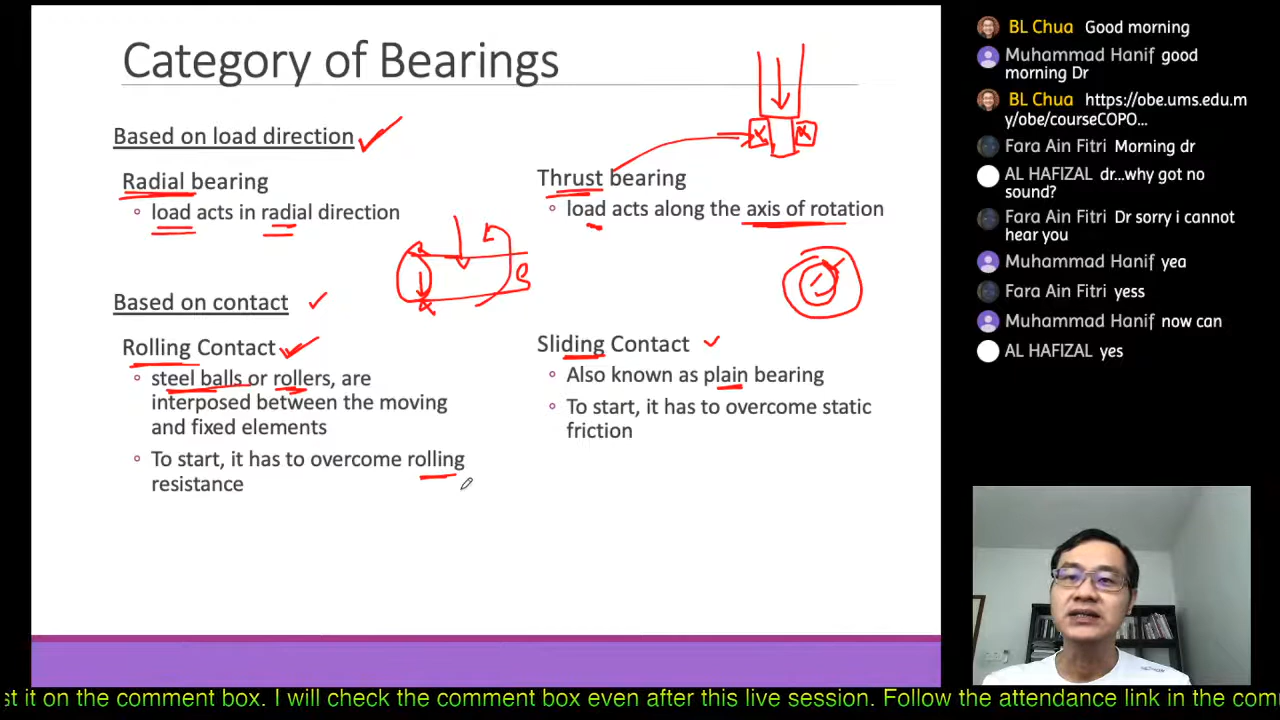 Category of Bearings
Based on load direction
Radial bearing
load acts in radial direction
Thrust bearing
load acts along the axis of rotation
Based on contact
Rolling Contact
steel balls or rollers, are
interposed between the moving
and fixed elements
To start, it has to overcome rolling
resistance
Sliding Contact
Also known as plain bearing
To start, it has to overcome static
friction
BL Chua Good morning
Muhammad Hanif good
morning Dr
BL Chua https://obe.ums.edu.m
y/obe/courseCOPO...
Fara Ain Fitri Morning dr
AL HAFIZAL dr...why got no
sound?
Fara Ain Fitri Dr sorry i cannot
hear you
Muhammad Hanif yea
Fara Ain Fitri yess
Muhammad Hanif now can
AL HAFIZAL yes
st it on the comment box. I will check the comment box even after this live session. Follow the attendance link in the com